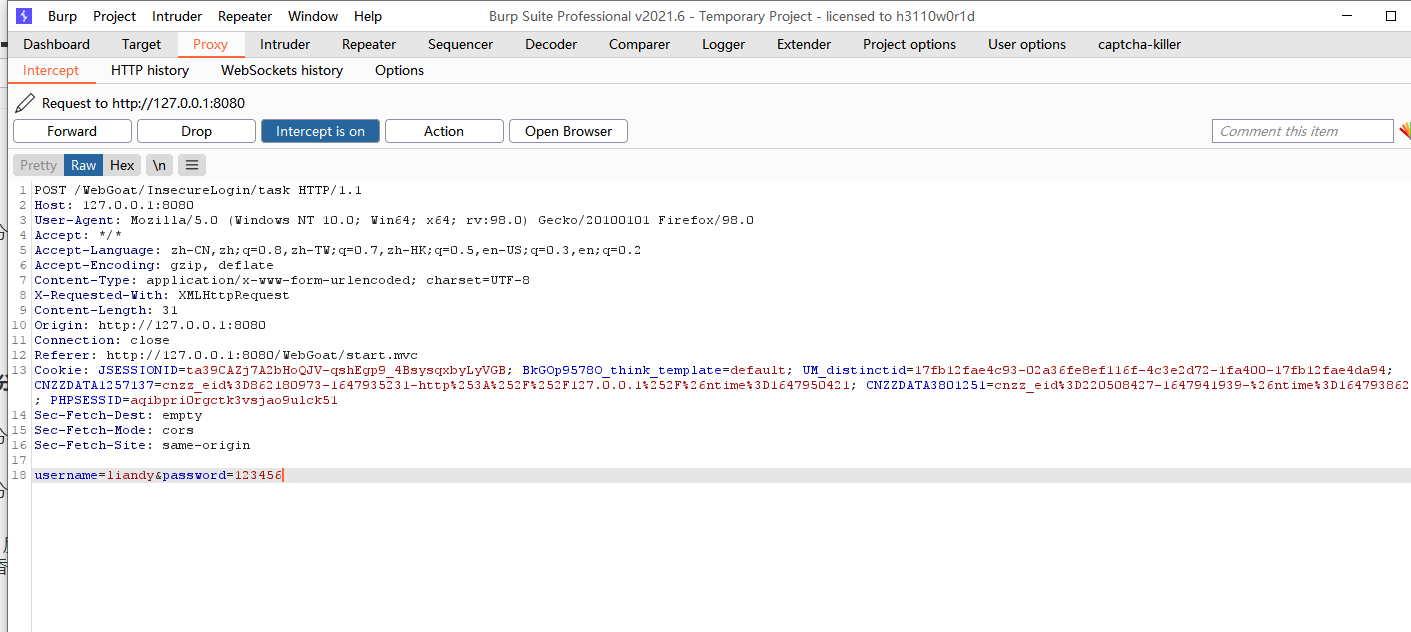 Burp Project Intruder Repeater Window Help Burp Suite Professional v2021.6 - Temporary Project - licensed to h3110w0r1d
Dashboard Target Proxy Intruder Repeater Sequencer Decoder Comparer Logger Extender Project options User options captcha-killer
Intercept HTTP history WebSockets history Options
Request to http://127.0.0.1:8080
Forward Drop Intercept is on Action Open Browser Comment this item
Pretty Raw Hex \n
1 POST /WebGoat/InsecureLogin/task HTTP/1.1
2 Host: 127.0.0.1:8080
3 User-Agent: Mozilla/5.0 (Windows NT 10.0; Win64; x64; rv:98.0) Gecko/20100101 Firefox/98.0
4 Accept: */*
5 Accept-Language: zh-CN,zh;q=0.8,zh-TW;q=0.7,zh-HK;q=0.5,en-US;q=0.3,en;q=0.2
6 Accept-Encoding: gzip, deflate
7 Content-Type: application/x-www-form-urlencoded; charset=UTF-8
8 X-Requested-With: XMLHttpRequest
9 Content-Length: 31
10 Origin: http://127.0.0.1:8080
11 Connection: close
12 Referer: http://127.0.0.1:8080/WebGoat/start.mvc
13 Cookie: JSESSIONID=ta39CAZj7A2bHoQJV-qshEgp9_4BsysqxbyLyVGB; BkGOp9578O_think_template=default; UM_distinctid=17fb12fae4c93-02a36fe8ef116f-4c3e2d72-1fa400-17fb12fae4da94;
CNZZDATA1257137=cnzz_eid%3D862180973-1647935231-http%253A%252F%252F127.0.0.1%252F%26ntime%3D1647950421; CNZZDATA3801251=cnzz_eid%3D220508427-1647941939-%26ntime%3D164793862
; PHPSESSID=aqibpri0rgctk3vsjao9ulck51
14 Sec-Fetch-Dest: empty
15 Sec-Fetch-Mode: cors
16 Sec-Fetch-Site: same-origin
17
18 username=liandy&password=123456